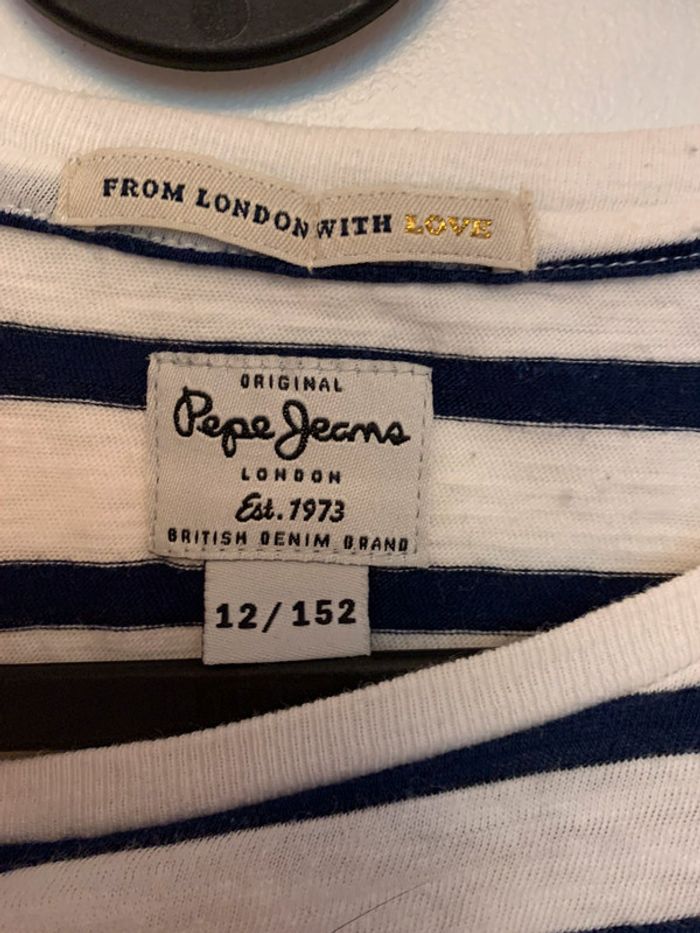 FROM LONDON WITH LOVE
ORIGINAL
Pepe Jeans
LONDON
Est. 1973
BRITISH DENIM BRAND
12/152